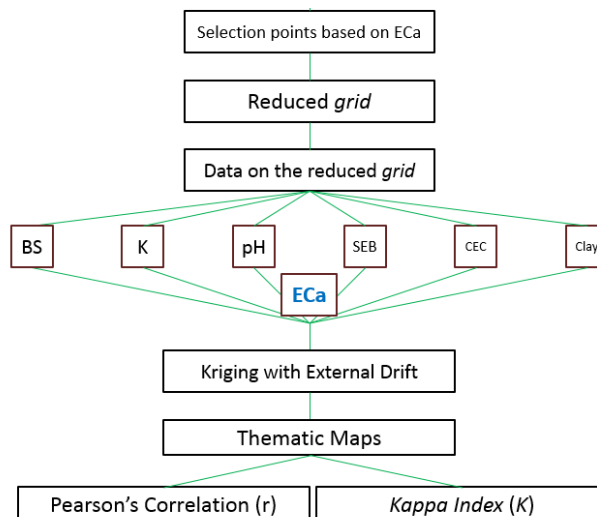 Selection points based on ECa
Reduced grid
Data on the reduced grid
BS
K
pH
SEB
CEC
Clay
ECa
Kriging with External Drift
Thematic Maps
Pearson's Correlation (r)
Kappa Index (K)